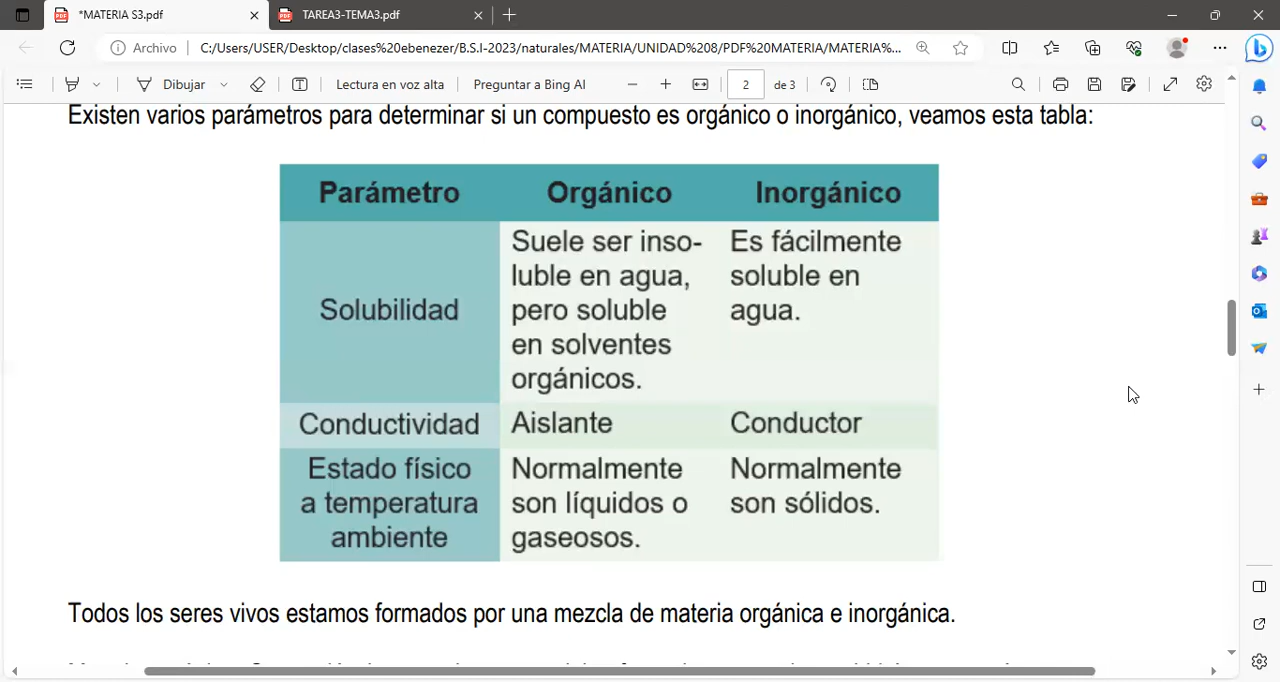 *MATERIA S3.pdf
TAREA3-TEMA3.pdf
Archivo
C:/Users/USER/Desktop/clases%20ebenezer/B.S.I-2023/naturales/MATERIA/UNIDAD%208/PDF%20MATERIA/MATERIA%...
Dibujar
Lectura en voz alta
Preguntar a Bing AI
2
de 3
Existen varios parámetros para determinar si un compuesto es orgánico o inorgánico, veamos esta tabla:
Parámetro Orgánico Inorgánico
Solubilidad
Suele ser inso-
luble en agua,
pero soluble
en solventes
orgánicos.
Es fácilmente
soluble en
agua.
Conductividad Aislante Conductor
Estado físico
a temperatura
ambiente
Normalmente
son líquidos o
gaseosos.
Normalmente
son sólidos.
Todos los seres vivos estamos formados por una mezcla de materia orgánica e inorgánica.